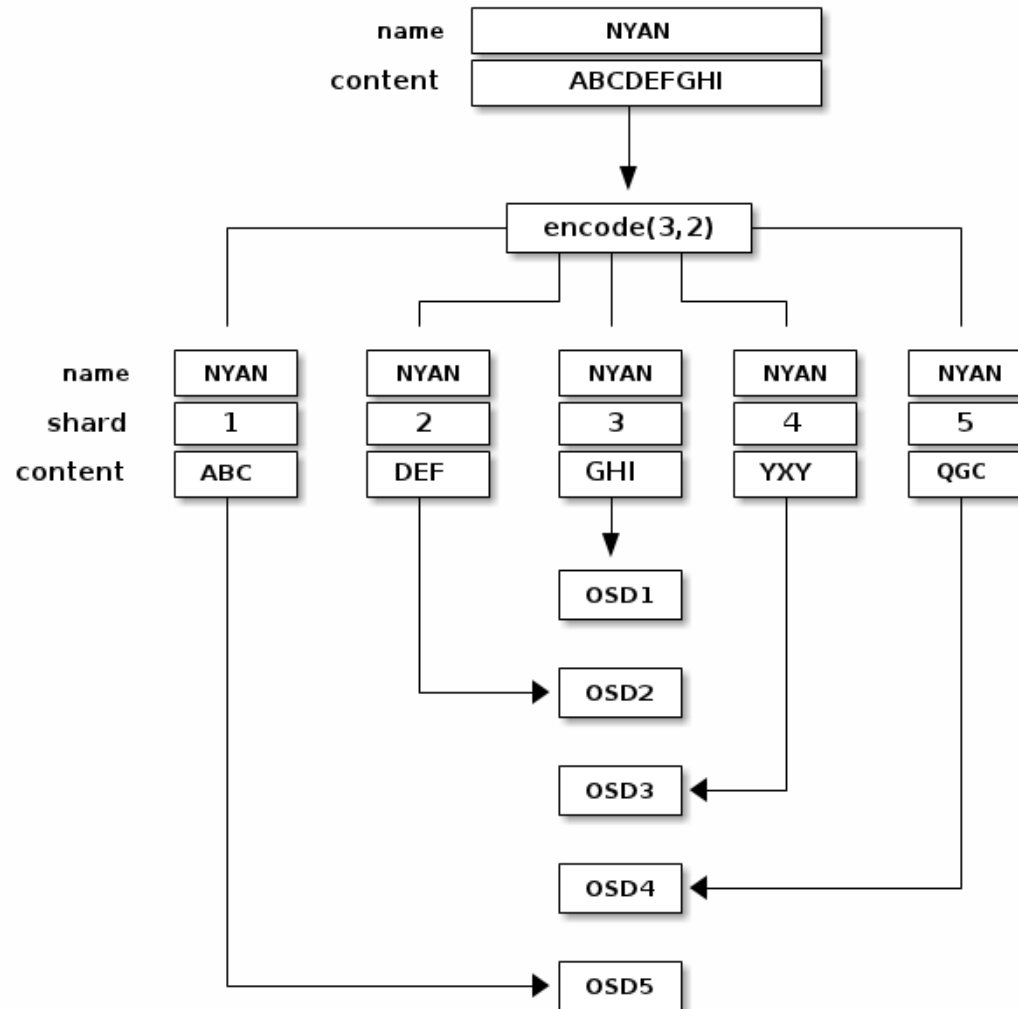 name NYAN
content ABCDEFGHI
encode(3,2)
name NYAN NYAN NYAN NYAN NYAN
shard 1 2 3 4 5
content ABC DEF GHI YXY QGC
OSD1
OSD2
OSD3
OSD4
OSD5